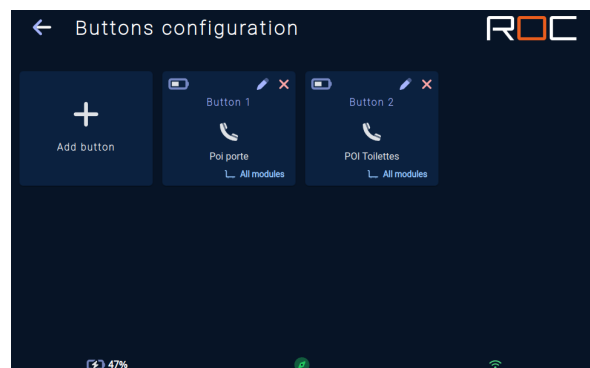 Buttons configuration
ROC
Add button
Button 1
Poi porte
All modules
Button 2
POI Toilettes
All modules
47%